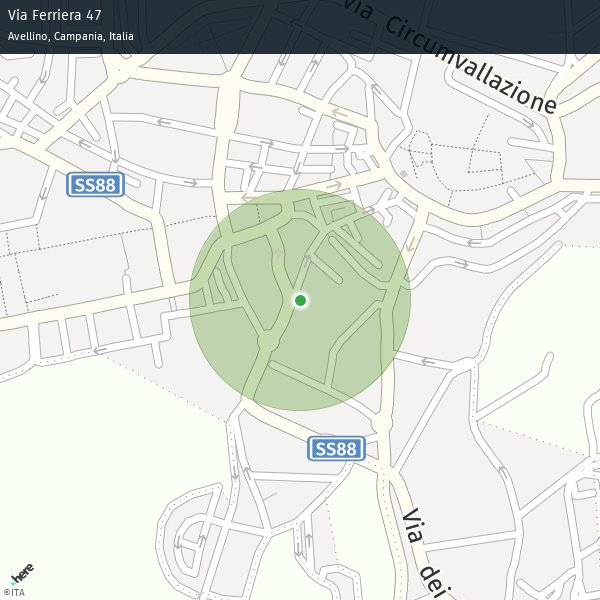 Via Ferriera 47
Avellino, Campania, Italia
Via Circumvallazione
SS88
SS88
Via dei
here
©ITA